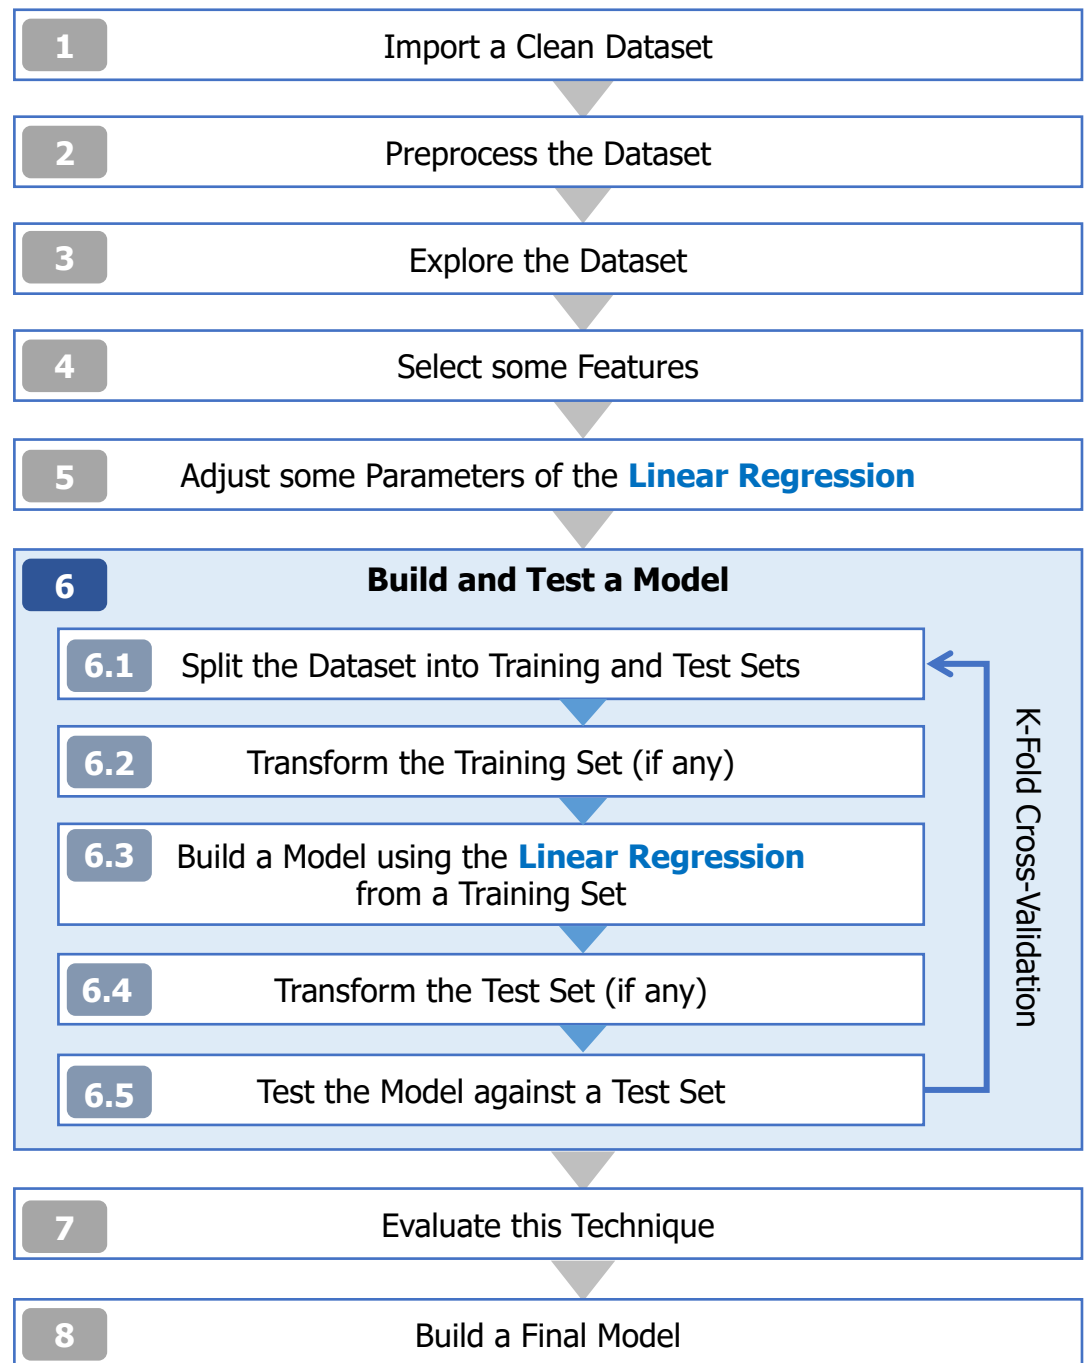 1
Import a Clean Dataset
2
Preprocess the Dataset
3
Explore the Dataset
4
Select some Features
5
Adjust some Parameters of the Linear Regression
6
Build and Test a Model
6.1
Split the Dataset into Training and Test Sets
6.2
Transform the Training Set (if any)
6.3
Build a Model using the Linear Regression
from a Training Set
6.4
Transform the Test Set (if any)
6.5
Test the Model against a Test Set
K-Fold Cross-Validation
7
Evaluate this Technique
8
Build a Final Model